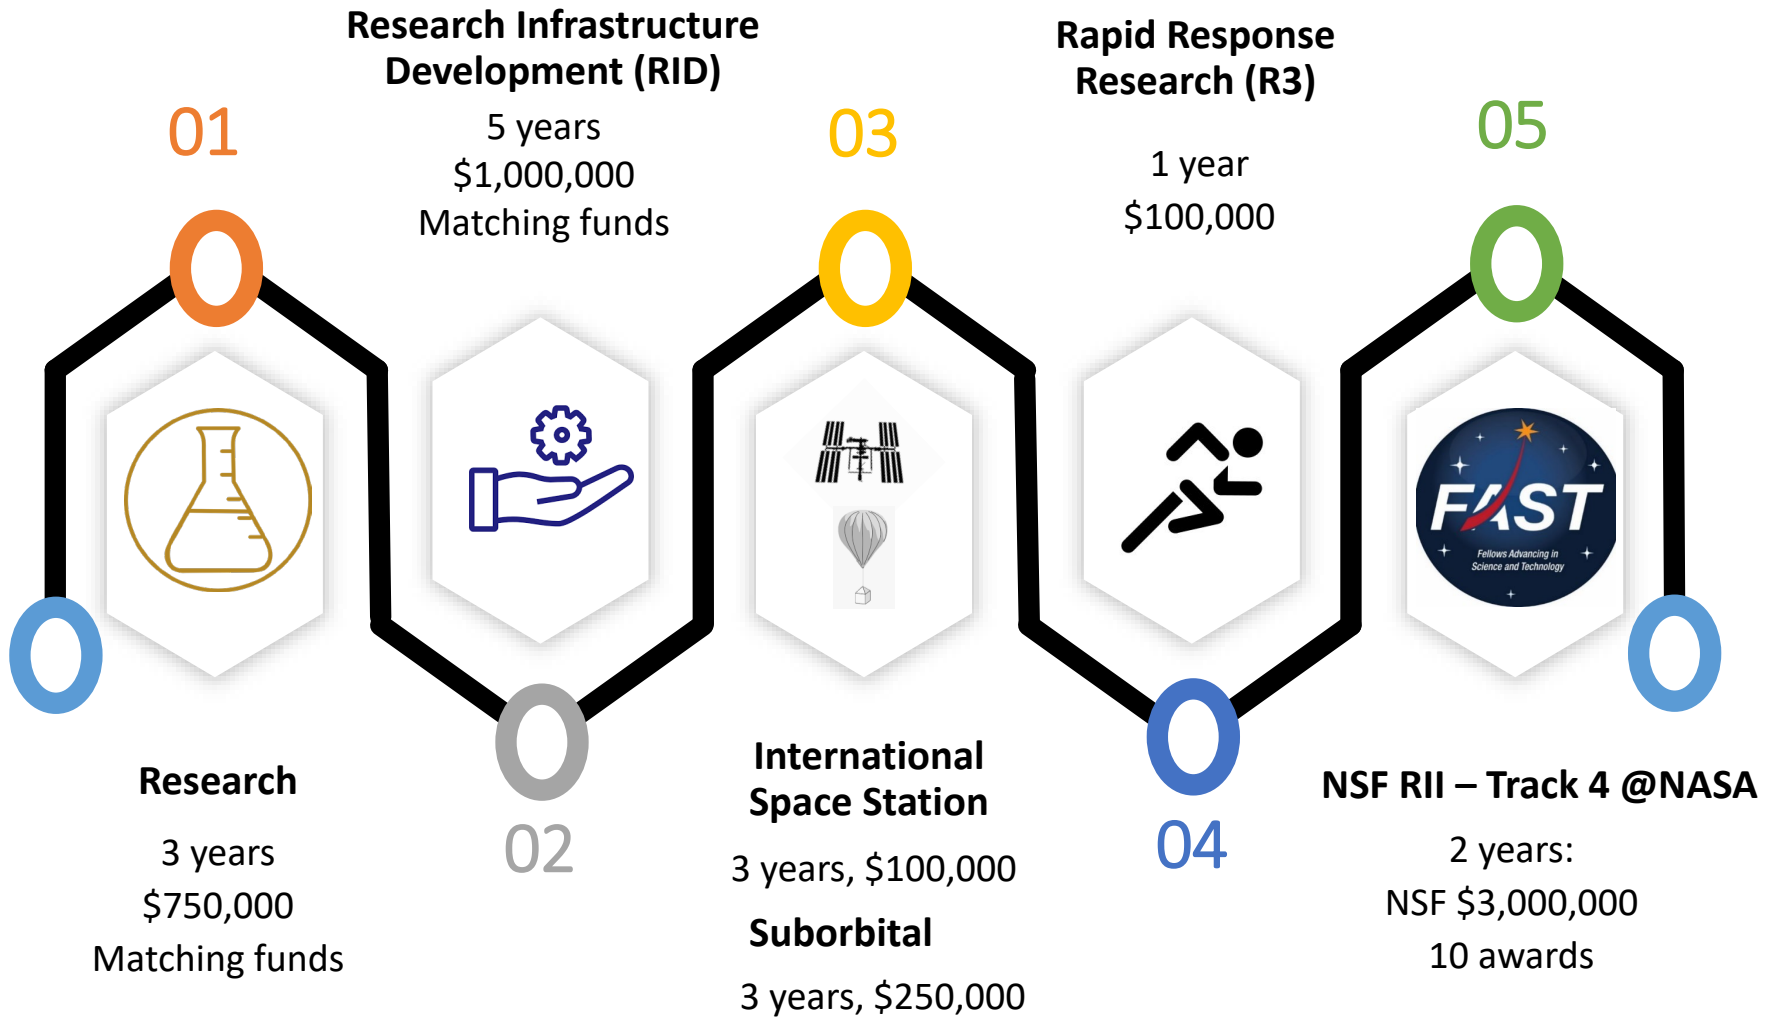 01
Research
3 years
$750,000
Matching funds
Research Infrastructure
Development (RID)
5 years
$1,000,000
Matching funds
02
03
International
Space Station
3 years, $100,000
Suborbital
3 years, $250,000
Rapid Response
Research (R3)
1 year
$100,000
04
05
FAST
Fellows Advancing in
Science and Technology
NSF RII – Track 4 @NASA
2 years:
NSF $3,000,000
10 awards